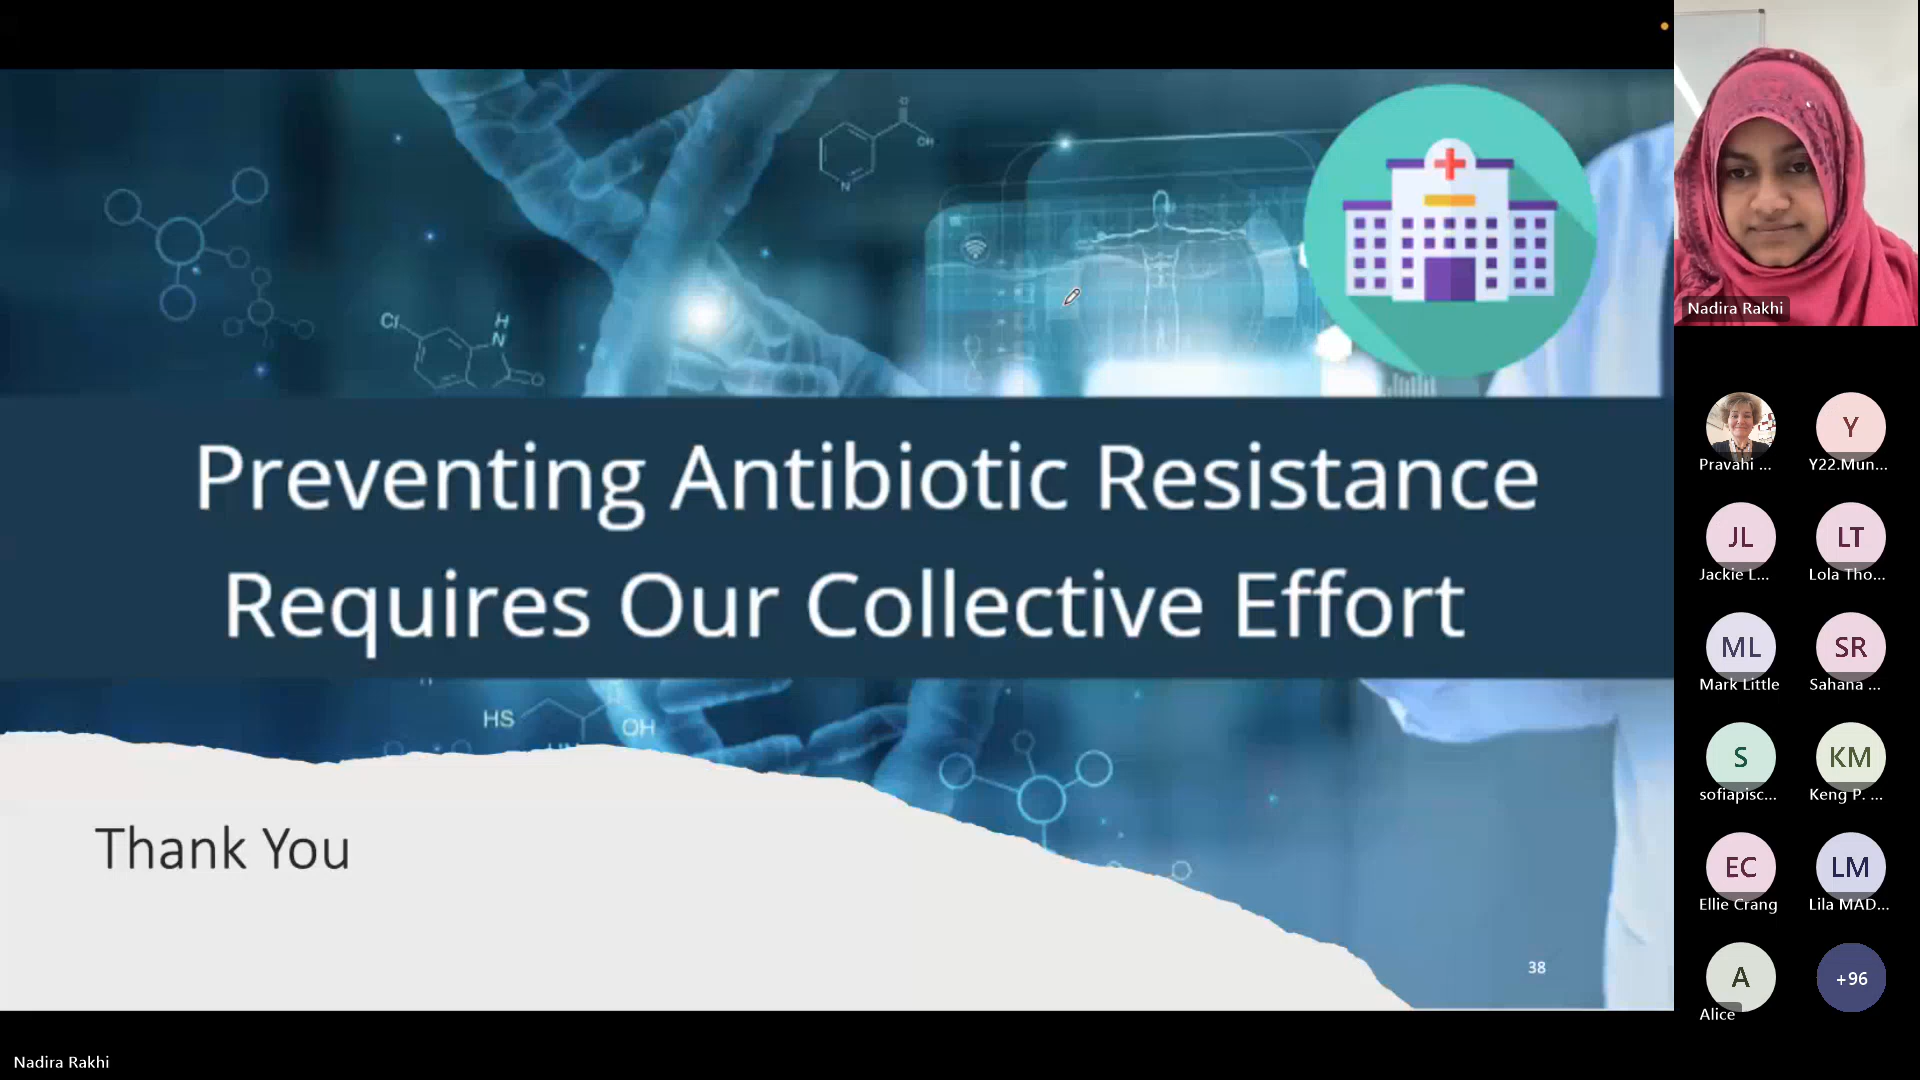 OH
N
Cl
H
N
O
Preventing Antibiotic Resistance
Requires Our Collective Effort
HS
OH
Thank You
38
Nadira Rakhi
Nadira Rakhi
Pravahi ...
Y
Y22.Mun...
JL
Jackie L...
LT
Lola Tho...
ML
Mark Little
SR
Sahana ...
S
sofiapisc...
KM
Keng P. ...
EC
Ellie Crang
LM
Lila MAD...
A
Alice
+96